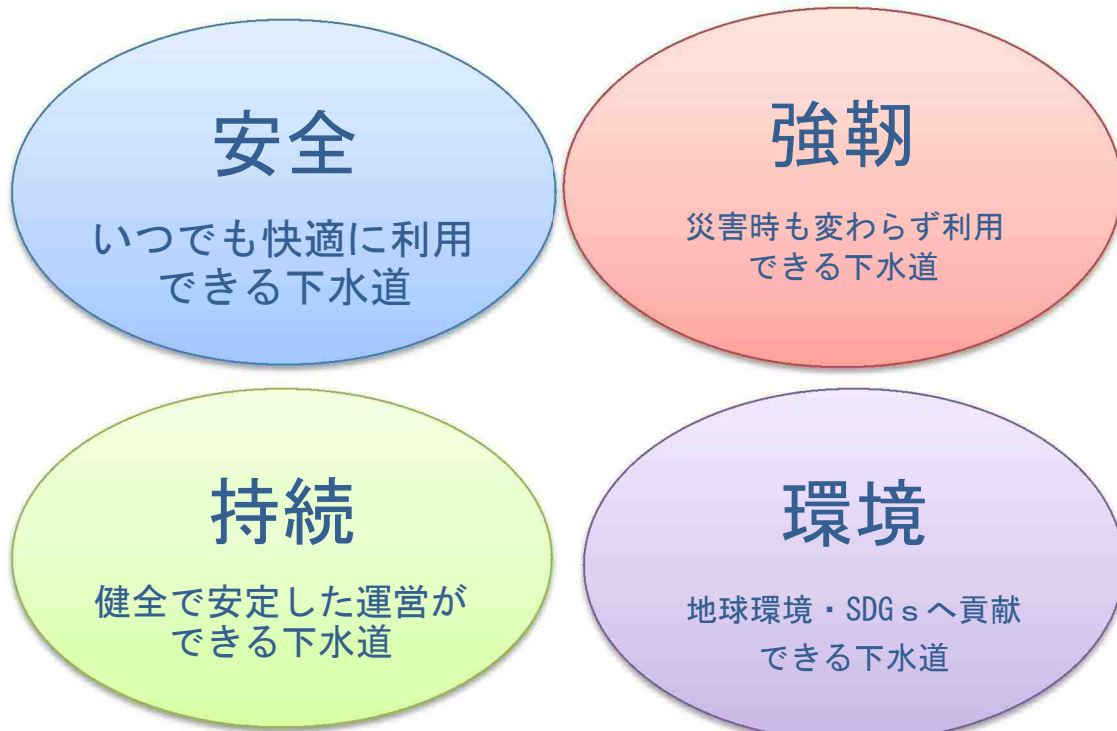 安全
いつでも快適に利用
できる下水道
強靭
災害時も変わらず利用
できる下水道
持続
健全で安定した運営が
できる下水道
環境
地球環境・SDGｓへ貢献
できる下水道